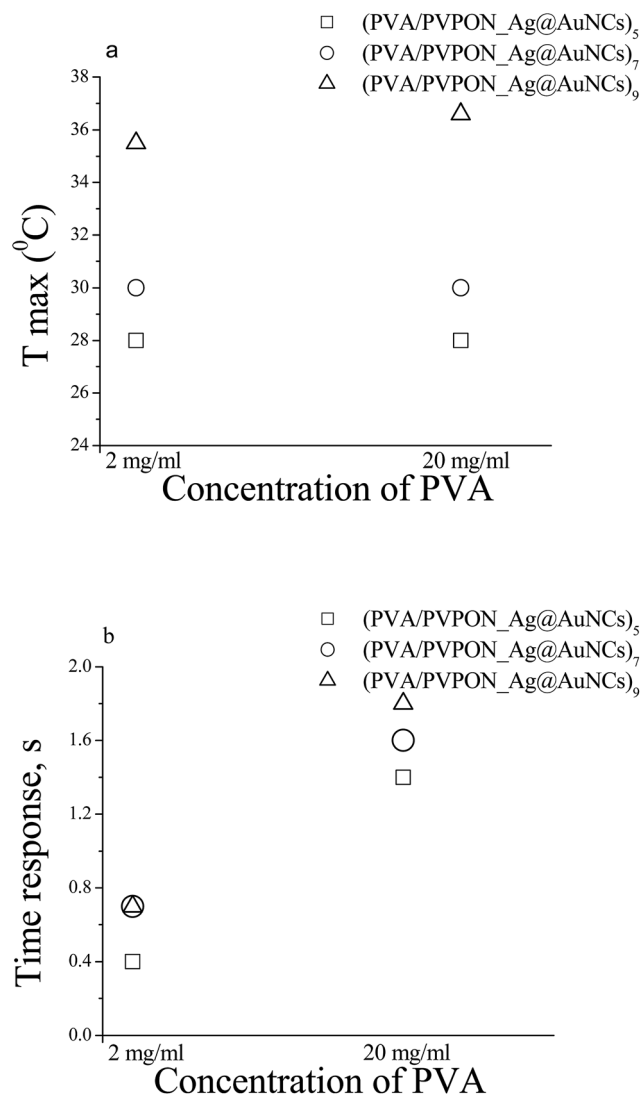 a
(PVA/PVPON_Ag@AuNCs)5
(PVA/PVPON_Ag@AuNCs)7
(PVA/PVPON_Ag@AuNCs)9
T max (0C)
38
36
34
32
30
28
26
24
2 mg/ml
20 mg/ml
Concentration of PVA
b
(PVA/PVPON_Ag@AuNCs)5
(PVA/PVPON_Ag@AuNCs)7
(PVA/PVPON_Ag@AuNCs)9
Time response, s
2.0
1.6
1.2
0.8
0.4
0.0
2 mg/ml
20 mg/ml
Concentration of PVA